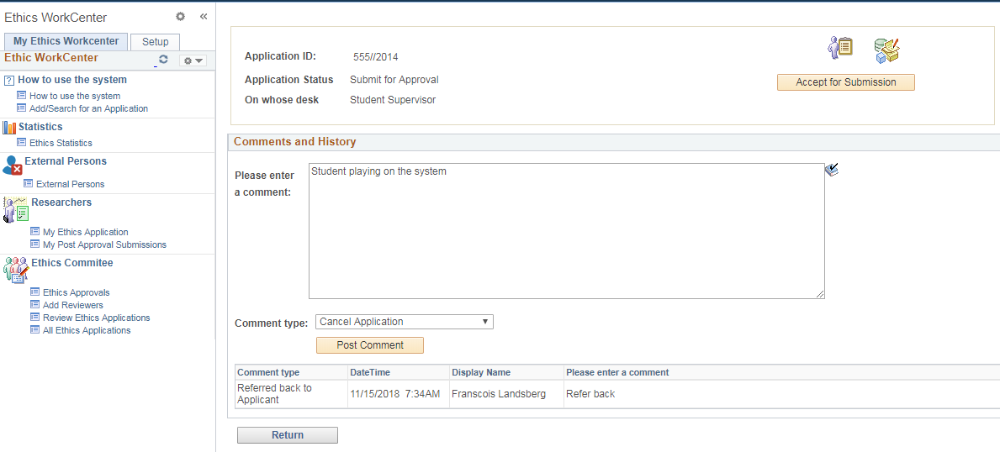 Ethics WorkCenter
«
My Ethics Workcenter
Setup
Ethic WorkCenter
How to use the system
How to use the system
Add/Search for an Application
Statistics
Ethics Statistics
External Persons
External Persons
Researchers
My Ethics Application
My Post Approval Submissions
Ethics Commitee
Ethics Approvals
Add Reviewers
Review Ethics Applications
All Ethics Applications
Application ID: 555//2014
Application Status Submit for Approval
On whose desk Student Supervisor
Accept for Submission
Comments and History
Please enter
a comment:
Student playing on the system
Comment type: Cancel Application
Post Comment
Comment type DateTime Display Name Please enter a comment
Referred back to
Applicant 11/15/2018 7:34AM Franscois Landsberg Refer back
Return